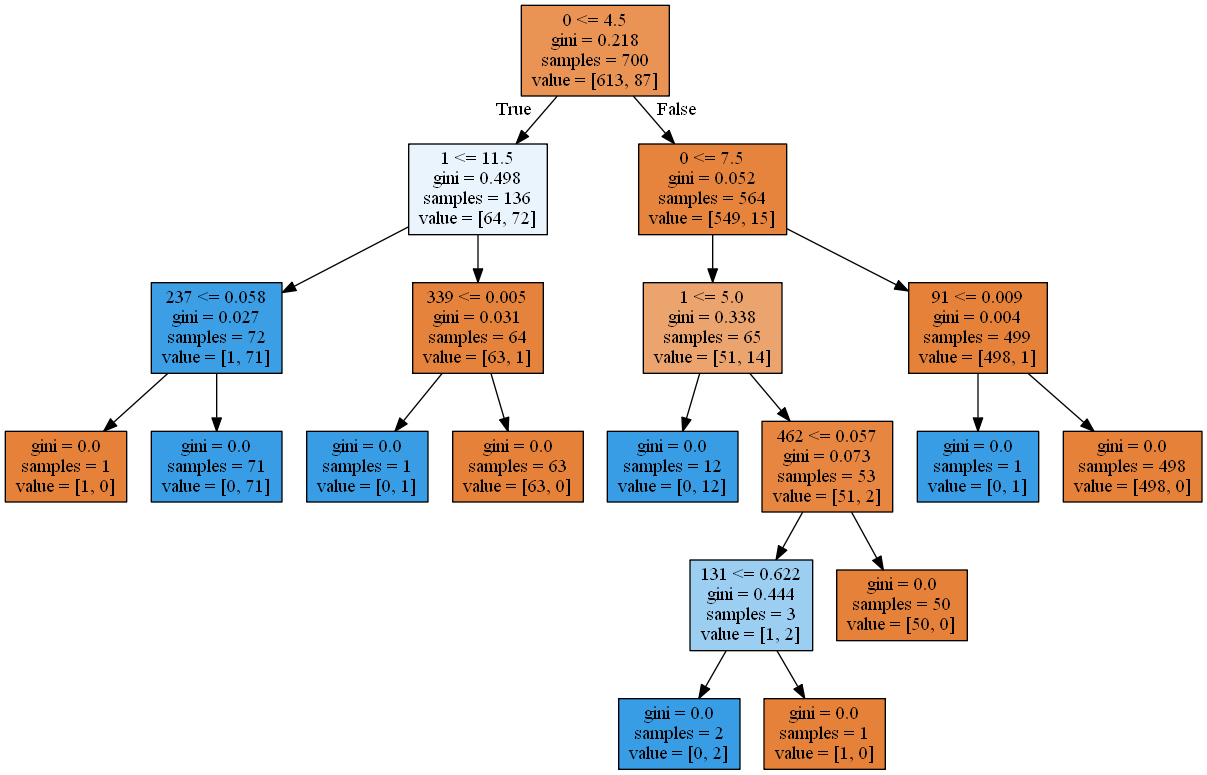 0 <= 4.5
gini = 0.218
samples = 700
value = [613, 87]
True
False
1 <= 11.5
gini = 0.498
samples = 136
value = [64, 72]
0 <= 7.5
gini = 0.052
samples = 564
value = [549, 15]
237 <= 0.058
gini = 0.027
samples = 72
value = [1, 71]
339 <= 0.005
gini = 0.031
samples = 64
value = [63, 1]
1 <= 5.0
gini = 0.338
samples = 65
value = [51, 14]
91 <= 0.009
gini = 0.004
samples = 499
value = [498, 1]
gini = 0.0
samples = 1
value = [1, 0]
gini = 0.0
samples = 71
value = [0, 71]
gini = 0.0
samples = 1
value = [0, 1]
gini = 0.0
samples = 63
value = [63, 0]
gini = 0.0
samples = 12
value = [0, 12]
462 <= 0.057
gini = 0.073
samples = 53
value = [51, 2]
gini = 0.0
samples = 1
value = [0, 1]
gini = 0.0
samples = 498
value = [498, 0]
131 <= 0.622
gini = 0.444
samples = 3
value = [1, 2]
gini = 0.0
samples = 50
value = [50, 0]
gini = 0.0
samples = 2
value = [0, 2]
gini = 0.0
samples = 1
value = [1, 0]